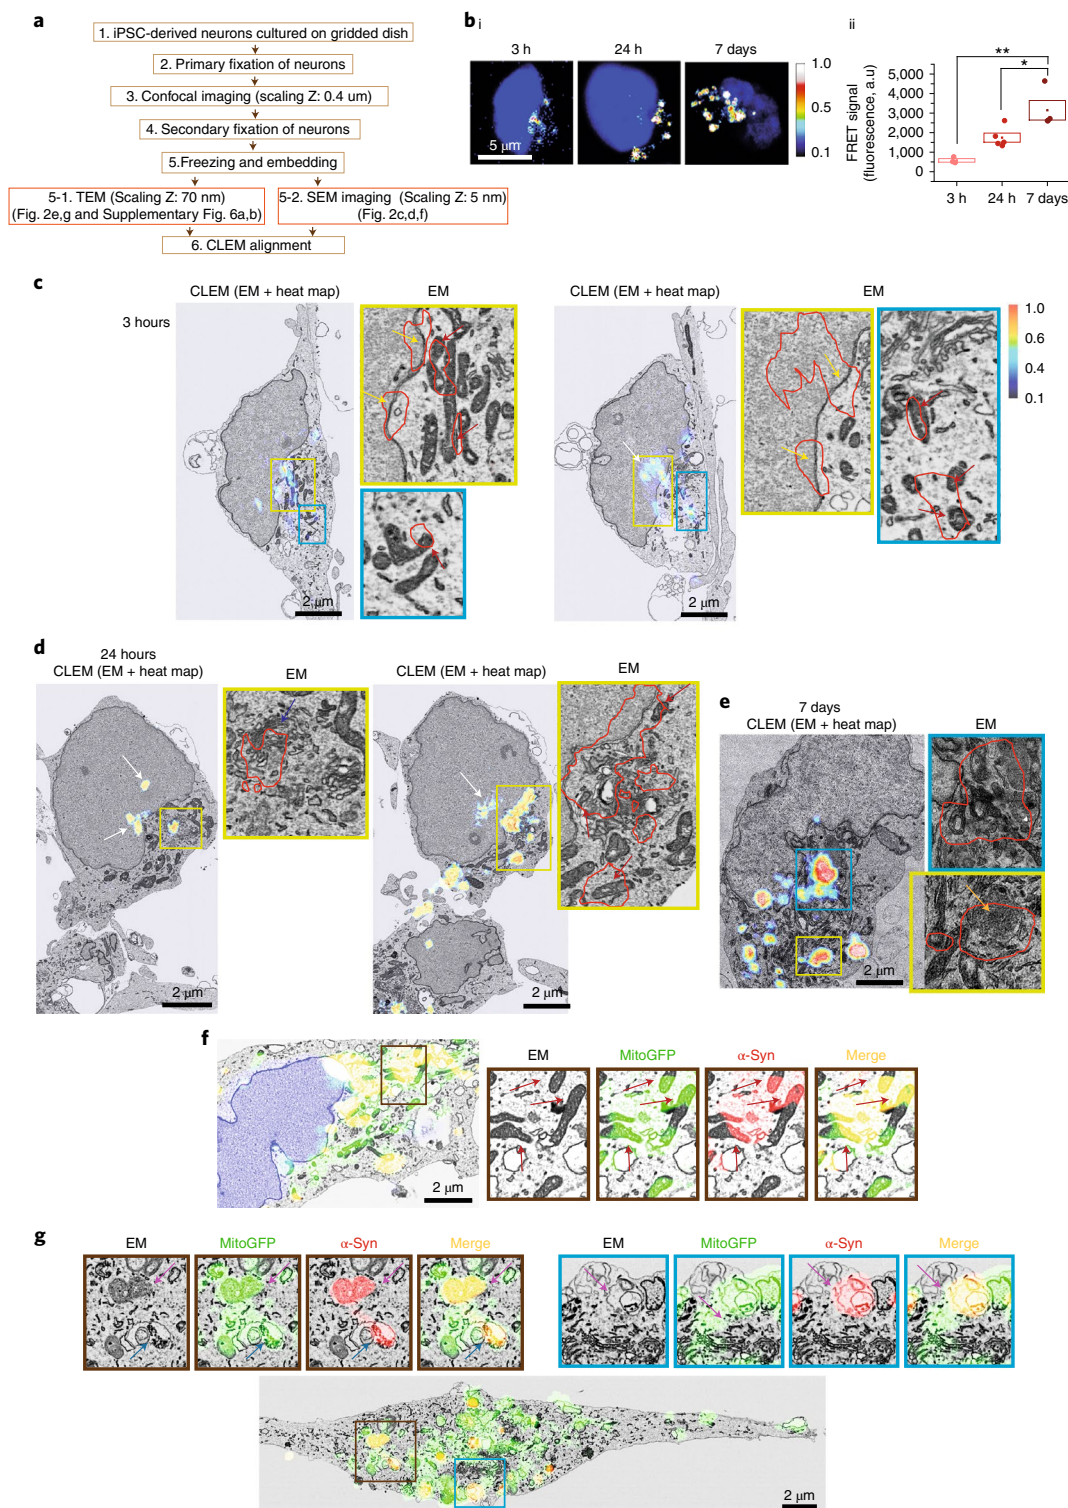 a
1. iPSC-derived neurons cultured on gridded dish
2. Primary fixation of neurons
3. Confocal imaging (scaling Z: 0.4 um)
4. Secondary fixation of neurons
5.Freezing and embedding
5-1. TEM (Scaling Z: 70 nm)
(Fig. 2e,g and Supplementary Fig. 6a,b)
5-2. SEM imaging (Scaling Z: 5 nm)
(Fig. 2c,d,f)
6. CLEM alignment
b i
3 h
24 h
7 days
1.0
0.5
0.1
5 μm
ii
FRET signal
(fluorescence, a.u)
5,000
4,000
3,000
2,000
1,000
0
**
*
3 h
24 h
7 days
c
3 hours
CLEM (EM + heat map)
EM
CLEM (EM + heat map)
EM
1.0
0.6
0.4
0.1
2 μm
2 μm
d
24 hours
CLEM (EM + heat map)
EM
CLEM (EM + heat map)
EM
2 μm
2 μm
e
7 days
CLEM (EM + heat map)
EM
2 μm
f
EM
MitoGFP
α-Syn
Merge
2 μm
g
EM
MitoGFP
α-Syn
Merge
EM
MitoGFP
α-Syn
Merge
2 μm